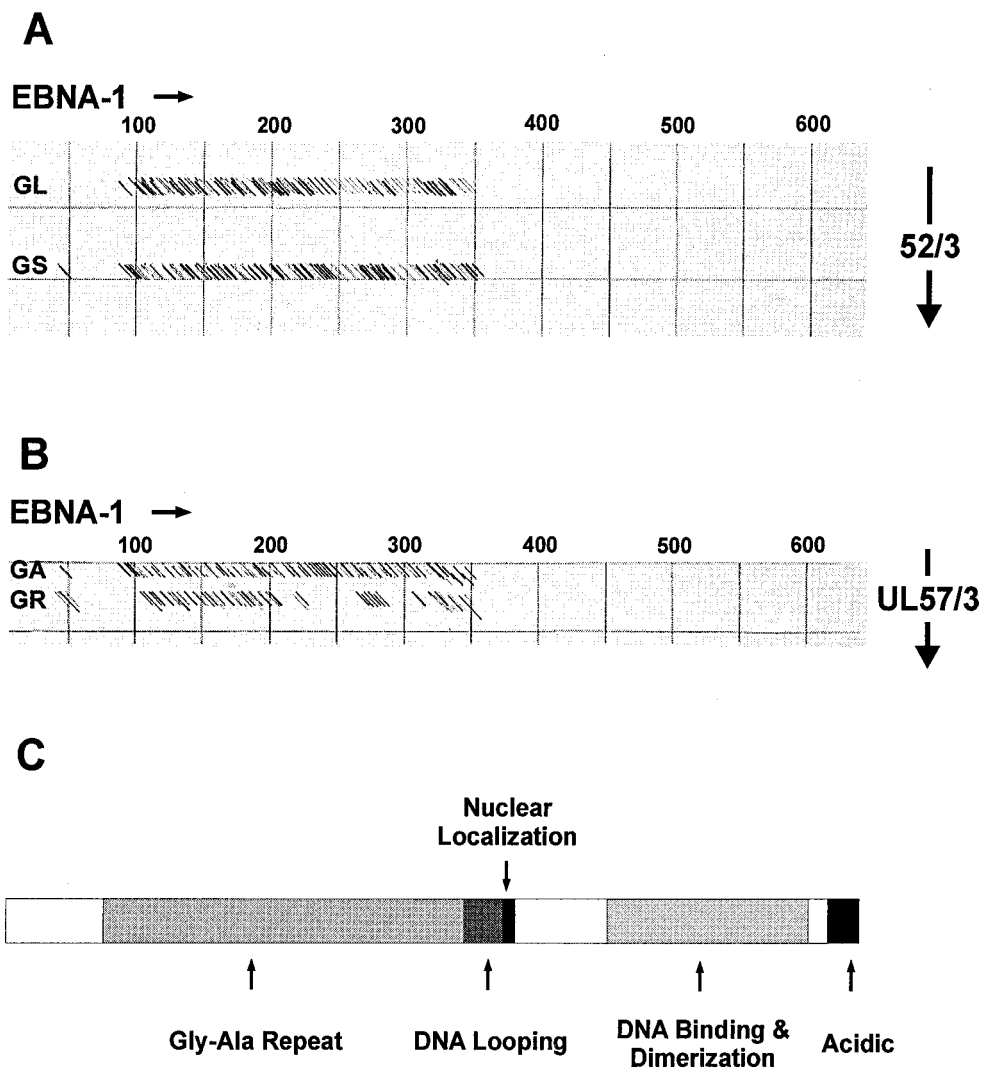 A
EBNA-1 →
100 200 300 400 500 600
GL
GS
52/3
B
EBNA-1 →
100 200 300 400 500 600
GA
GR
UL57/3
C
Nuclear
Localization
Gly-Ala Repeat
DNA Looping
DNA Binding &
Dimerization
Acidic